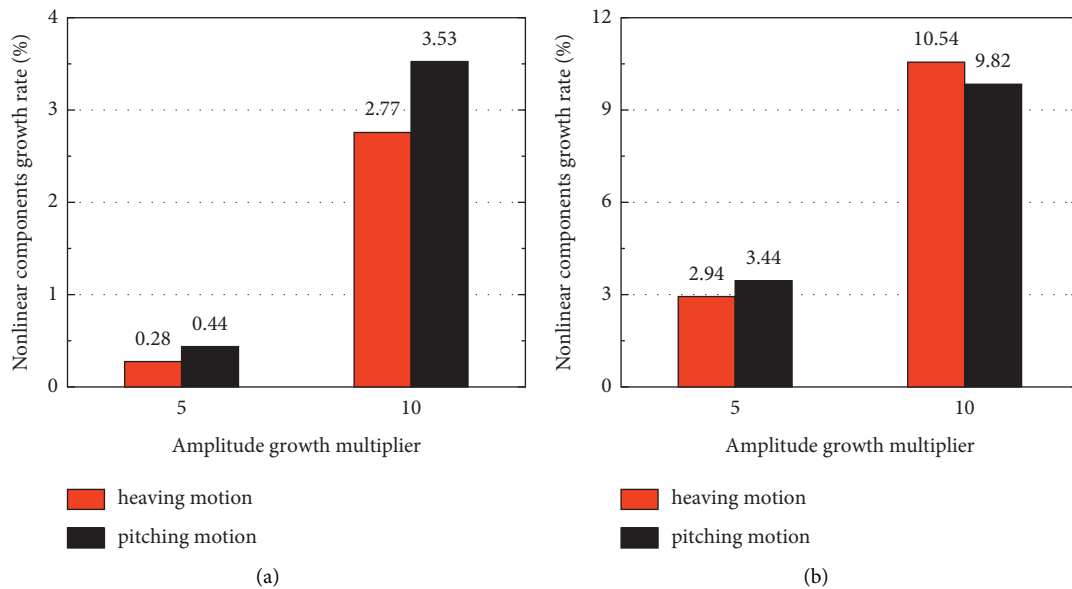 Nonlinear components growth rate (%)
4
3
2
1
0
0.28
0.44
2.77
3.53
5
10
Amplitude growth multiplier
heaving motion
pitching motion
(a)
Nonlinear components growth rate (%)
12
9
6
3
0
2.94
3.44
10.54
9.82
5
10
Amplitude growth multiplier
heaving motion
pitching motion
(b)